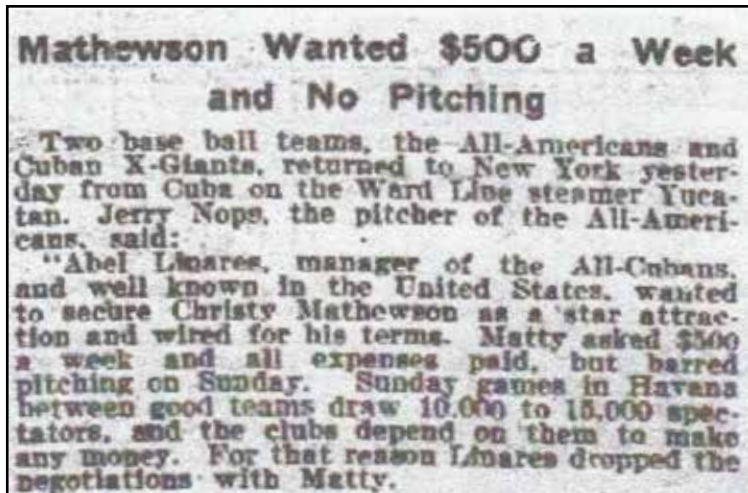 Mathewson Wanted $500 a Week
and No Pitching
Two base ball teams, the All-Americans and
Cuban X-Giants, returned to New York yester-
day from Cuba on the Ward Line steamer Yuca-
tan. Jerry Nops, the pitcher of the All-Ameri-
cans, said:
"Abel Linares, manager of the All-Cubans,
and well known in the United States, wanted
to secure Christy Mathewson as a star attrac-
tion and wired for his terms. Matty asked $500
a week and all expenses paid, but barred
pitching on Sunday. Sunday games in Havana
between good teams draw 10,000 to 15,000 spec-
tators, and the clubs depend on them to make
any money. For that reason Linares dropped the
negotiations with Matty.